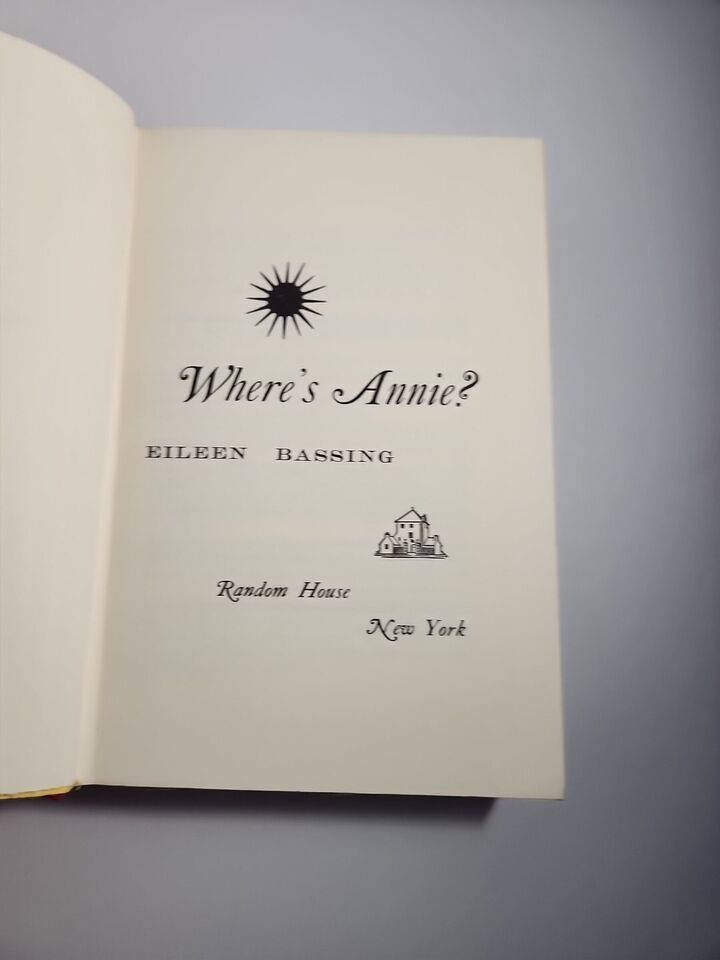 Where's Annie?
EILEEN BASSING
Random House
New York